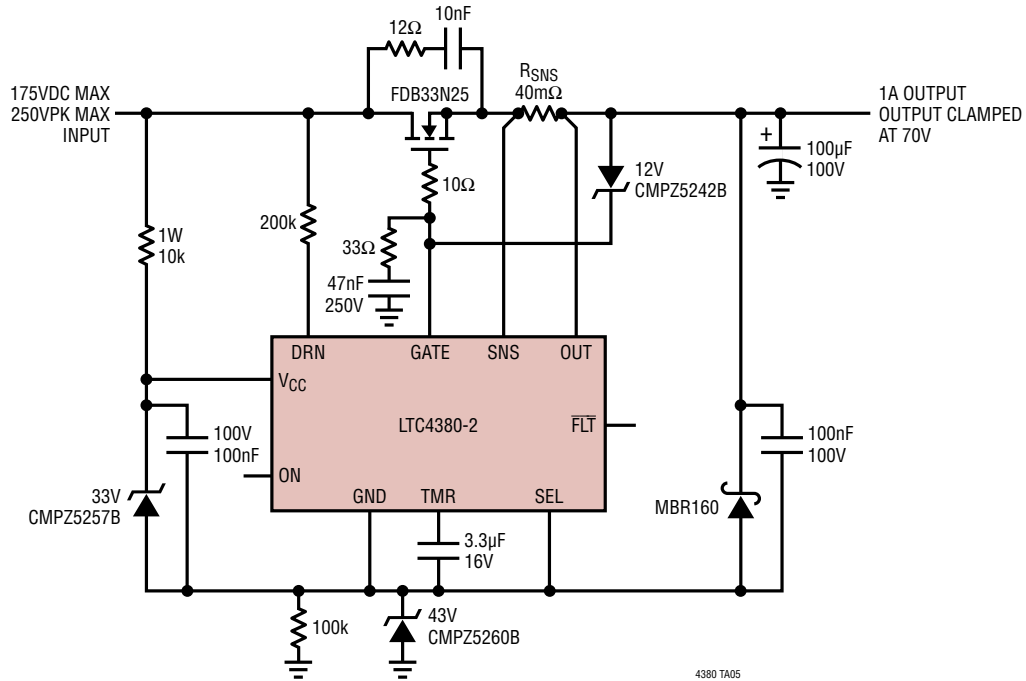 12Ω
10nF
R_SNS
40mΩ
FDB33N25
175VDC MAX
250VPK MAX
INPUT
1A OUTPUT
OUTPUT CLAMPED
AT 70V
+
100µF
100V
12V
CMPZ5242B
10Ω
200k
1W
10k
33Ω
47nF
250V
DRN
GATE
SNS
OUT
V_CC
LTC4380-2
FLT
100V
100nF
100nF
100V
ON
GND
TMR
SEL
33V
CMPZ5257B
MBR160
3.3µF
16V
100k
43V
CMPZ5260B
4380 TA05